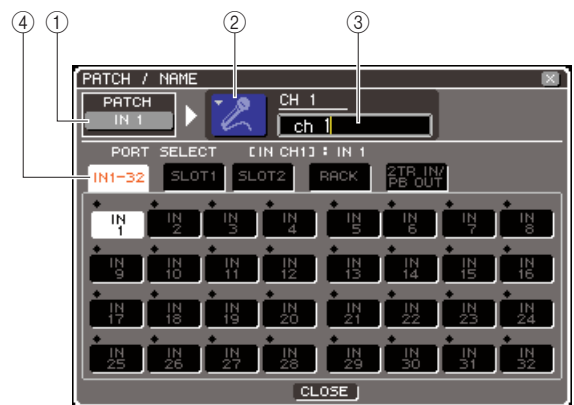 ④ ① ② ③
PATCH / NAME
PATCH
IN 1
CH 1
ch 1
PORT SELECT [IN CH1] : IN 1
IN1-32 SLOT1 SLOT2 RACK 2TR IN/ PB OUT
IN 1 IN 2 IN 3 IN 4 IN 5 IN 6 IN 7 IN 8
IN 9 IN 10 IN 11 IN 12 IN 13 IN 14 IN 15 IN 16
IN 17 IN 18 IN 19 IN 20 IN 21 IN 22 IN 23 IN 24
IN 25 IN 26 IN 27 IN 28 IN 29 IN 30 IN 31 IN 32
CLOSE